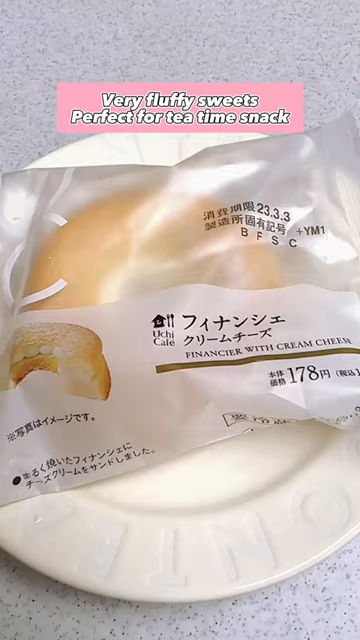 Very fluffy sweets
Perfect for tea time snack
消費期限23.3.3
製造所固有記号 +YM1
BFSC
Uchi
Café
フィナンシェ
クリームチーズ
FINANCIER WITH CREAM CHEESE
本体
価格 178円 (税込
※写真はイメージです。
●まるく焼いたフィナンシェに
チーズクリームをサンドしました。